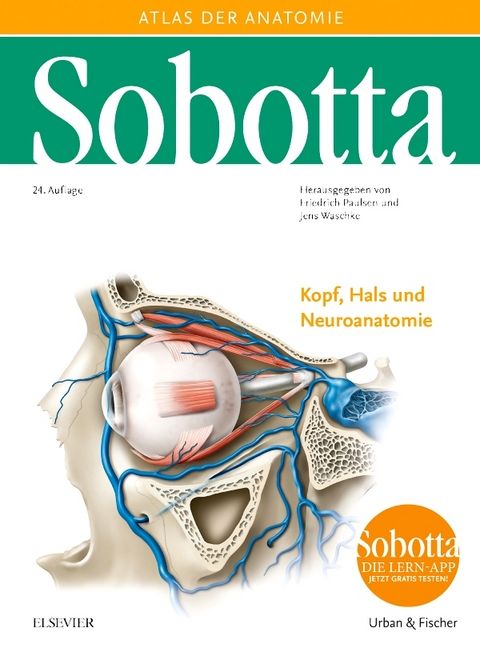 ATLAS DER ANATOMIE
Sobotta
24. Auflage
Herausgegeben von
Friedrich Paulsen und
Jens Waschke
Kopf, Hals und
Neuroanatomie
Sobotta
DIE LERN-APP
JETZT GRATIS TESTEN!
ELSEVIER
Urban & Fischer